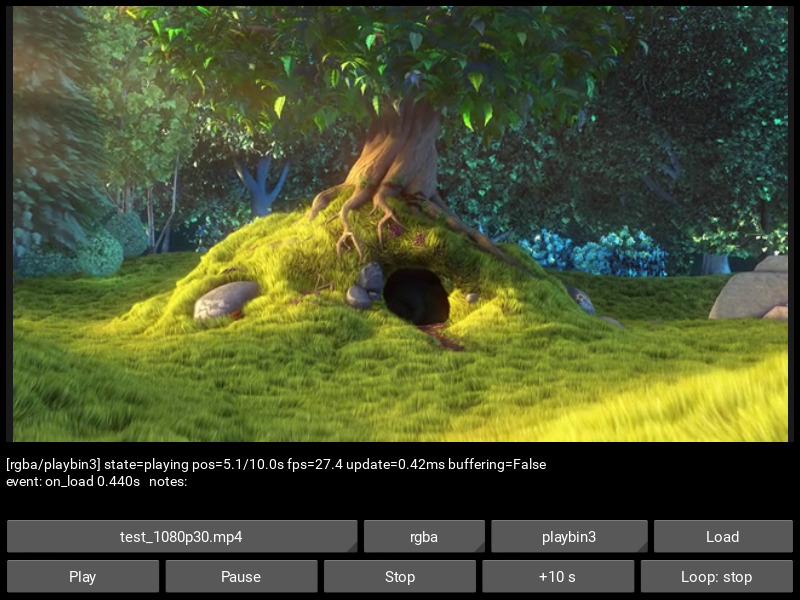 [rgba/playbin3] state=playing pos=5.1/10.0s fps=27.4 update=0.42ms buffering=False
event: on_load 0.440s   notes:
test_1080p30.mp4 rgba playbin3 Load
Play Pause Stop +10 s Loop: stop